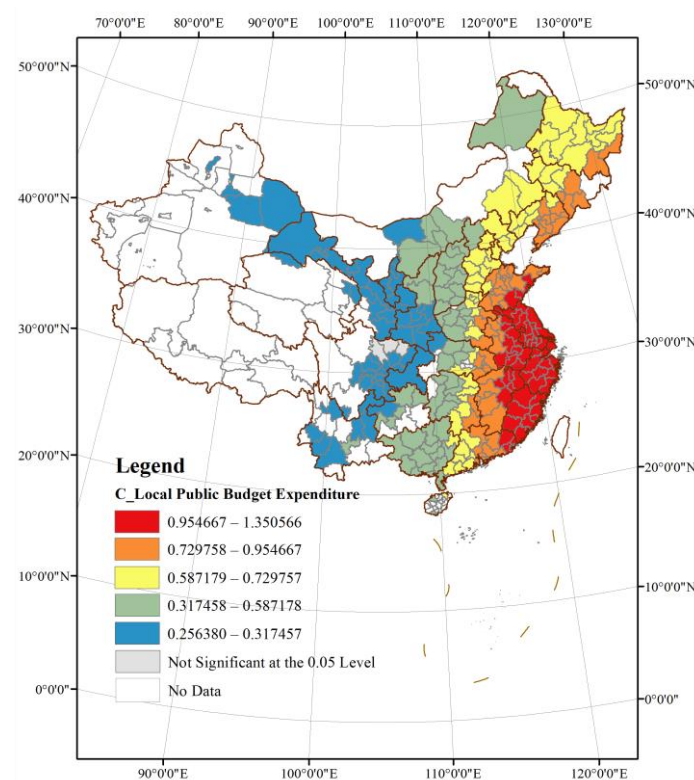 70°0'0"E 80°0'0"E 90°0'0"E 100°0'0"E 110°0'0"E 120°0'0"E 130°0'0"E
50°0'0"N 50°0'0"N
40°0'0"N 40°0'0"N
30°0'0"N 30°0'0"N
20°0'0"N 20°0'0"N
Legend
C_Local Public Budget Expenditure
0.954667 – 1.350566
0.729758 – 0.954667
0.587179 – 0.729757
0.317458 – 0.587178
10°0'0"N 10°0'0"N
0.256380 – 0.317457
Not Significant at the 0.05 Level
No Data
0°0'0" 0°0'0"
90°0'0"E 100°0'0"E 110°0'0"E 120°0'0"E